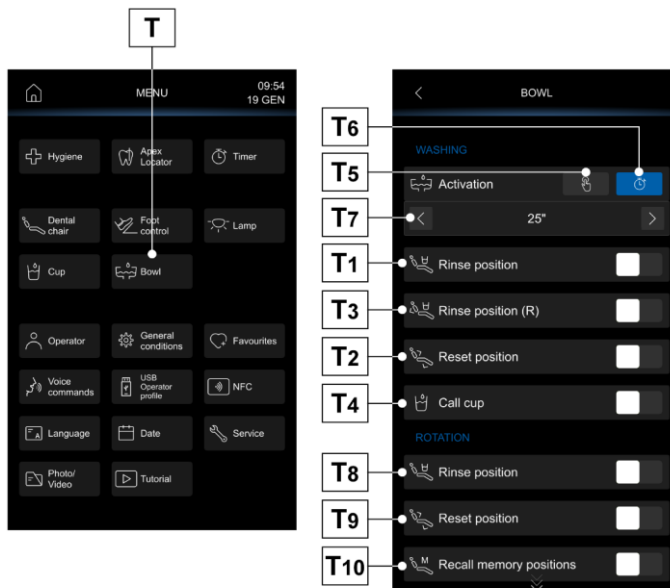 T
MENU
09:54
19 GEN
Hygiene
Apex
Locator
Timer
Dental
chair
Foot
control
Lamp
Cup
Bowl
Operator
General
conditions
Favourites
Voice
commands
USB
Operator
profile
NFC
A
Language
Date
Service
Photo/
Video
Tutorial
BOWL
T6
WASHING
T5
Activation
T7
25"
T1
Rinse position
T3
Rinse position (R)
T2
Reset position
T4
Call cup
ROTATION
T8
Rinse position
T9
Reset position
T10
M
Recall memory positions